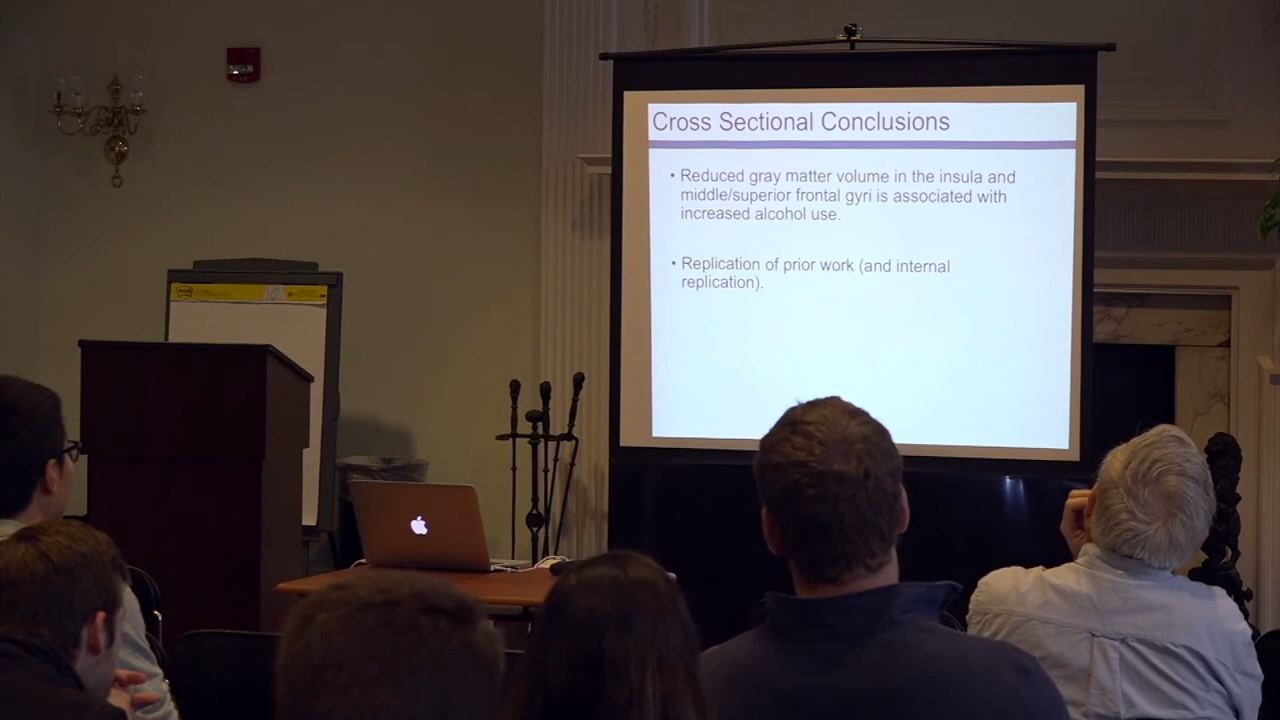 Cross Sectional Conclusions
• Reduced gray matter volume in the insula and
middle/superior frontal gyri is associated with
increased alcohol use.
• Replication of prior work (and internal
replication).